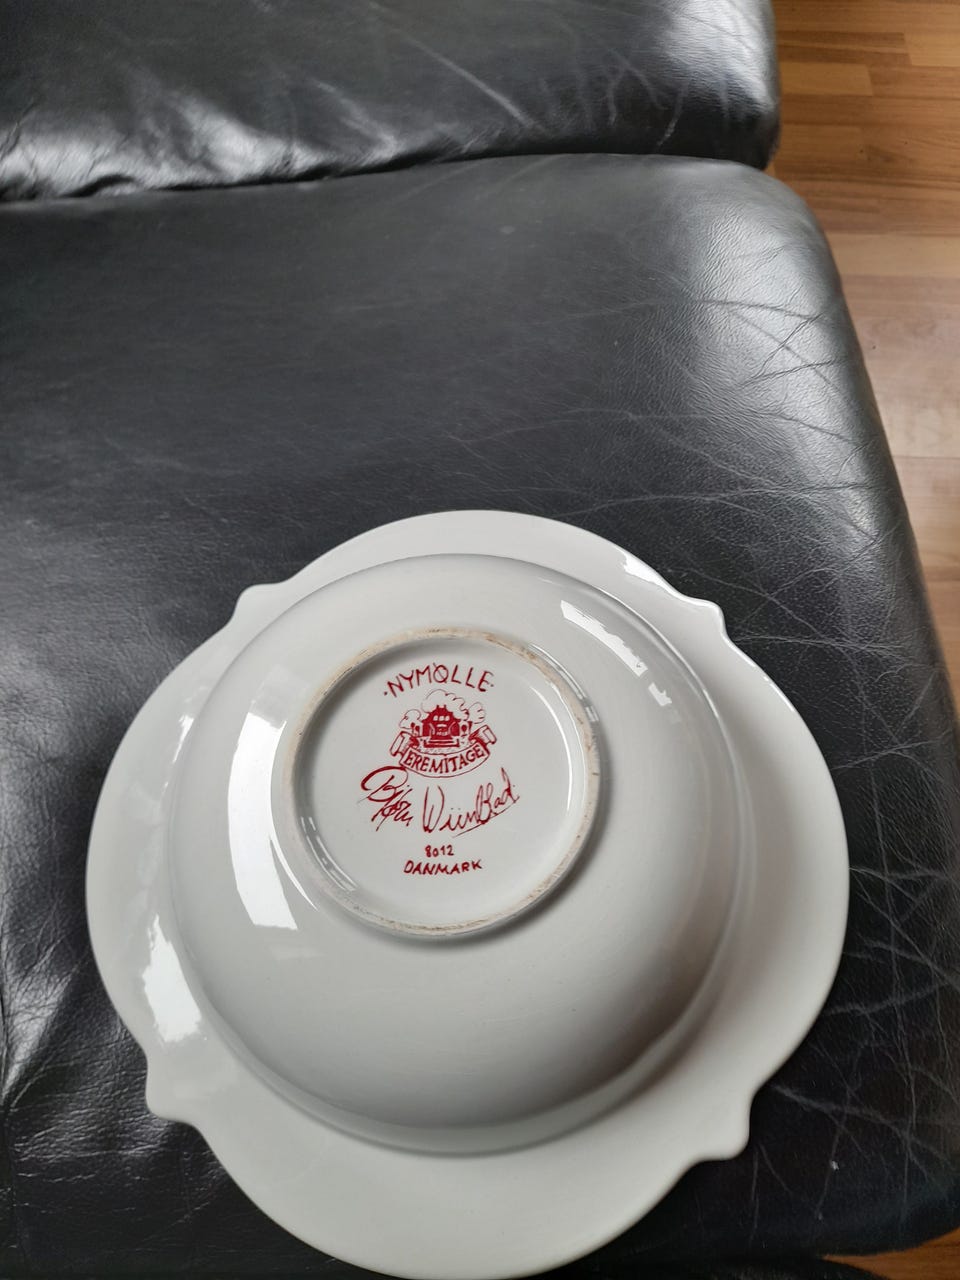 ·NYMØLLE·
EREMITAGE
Bjørn Wiinblad
8012
DANMARK